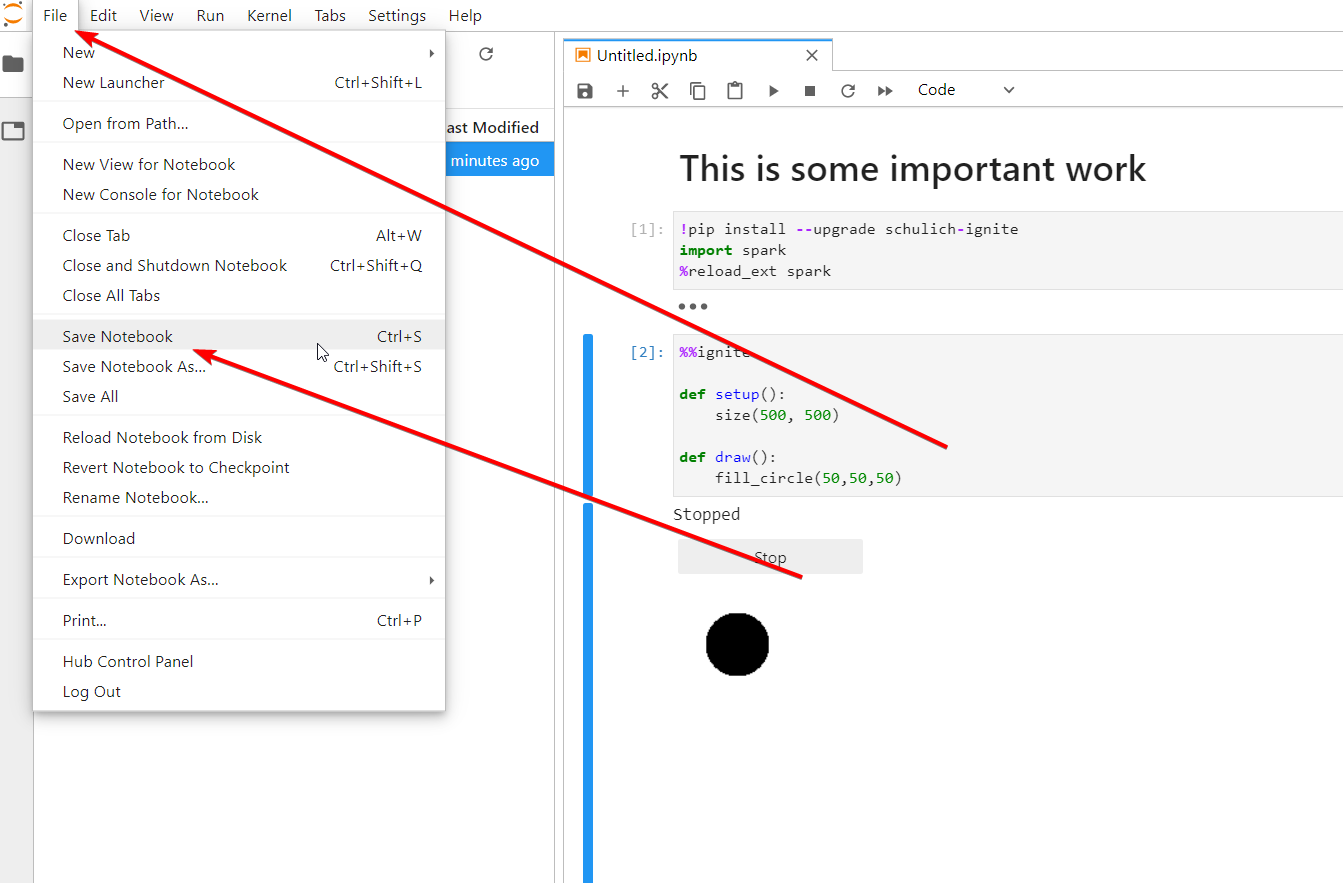 File Edit View Run Kernel Tabs Settings Help
New
New Launcher Ctrl+Shift+L
Open from Path...
New View for Notebook
New Console for Notebook
Close Tab Alt+W
Close and Shutdown Notebook Ctrl+Shift+Q
Close All Tabs
Save Notebook Ctrl+S
Save Notebook As... Ctrl+Shift+S
Save All
Reload Notebook from Disk
Revert Notebook to Checkpoint
Rename Notebook...
Download
Export Notebook As...
Print... Ctrl+P
Hub Control Panel
Log Out
ast Modified
minutes ago
Untitled.ipynb
Code
This is some important work
[1]: !pip install --upgrade schulich-ignite
import spark
%reload_ext spark
[2]: %%ignite
def setup():
size(500, 500)
def draw():
fill_circle(50,50,50)
Stopped
Stop